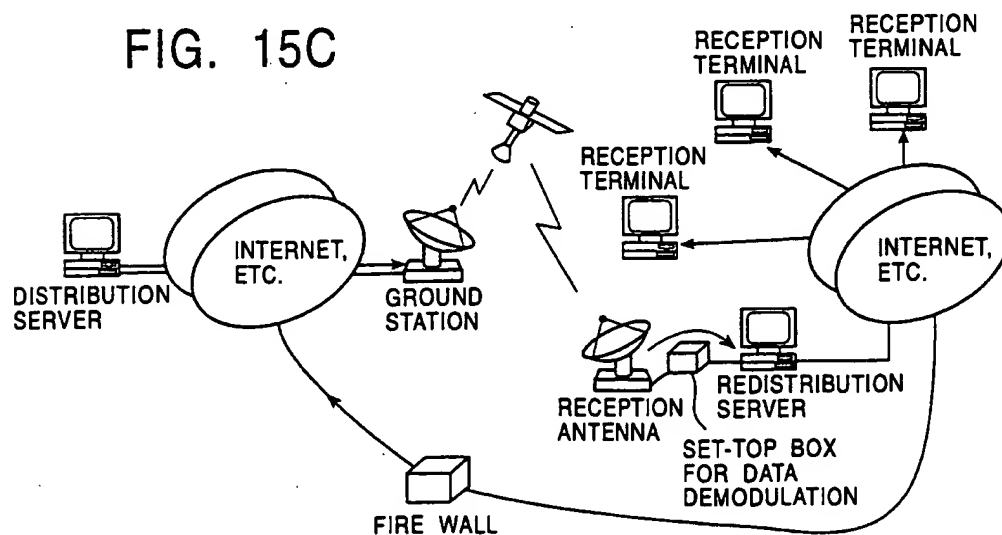 FIG. 15C
RECEPTION
TERMINAL
RECEPTION
TERMINAL
RECEPTION
TERMINAL
INTERNET,
ETC.
INTERNET,
ETC.
DISTRIBUTION
SERVER
GROUND
STATION
RECEPTION
ANTENNA
REDISTRIBUTION
SERVER
SET-TOP BOX
FOR DATA
DEMODULATION
FIRE WALL